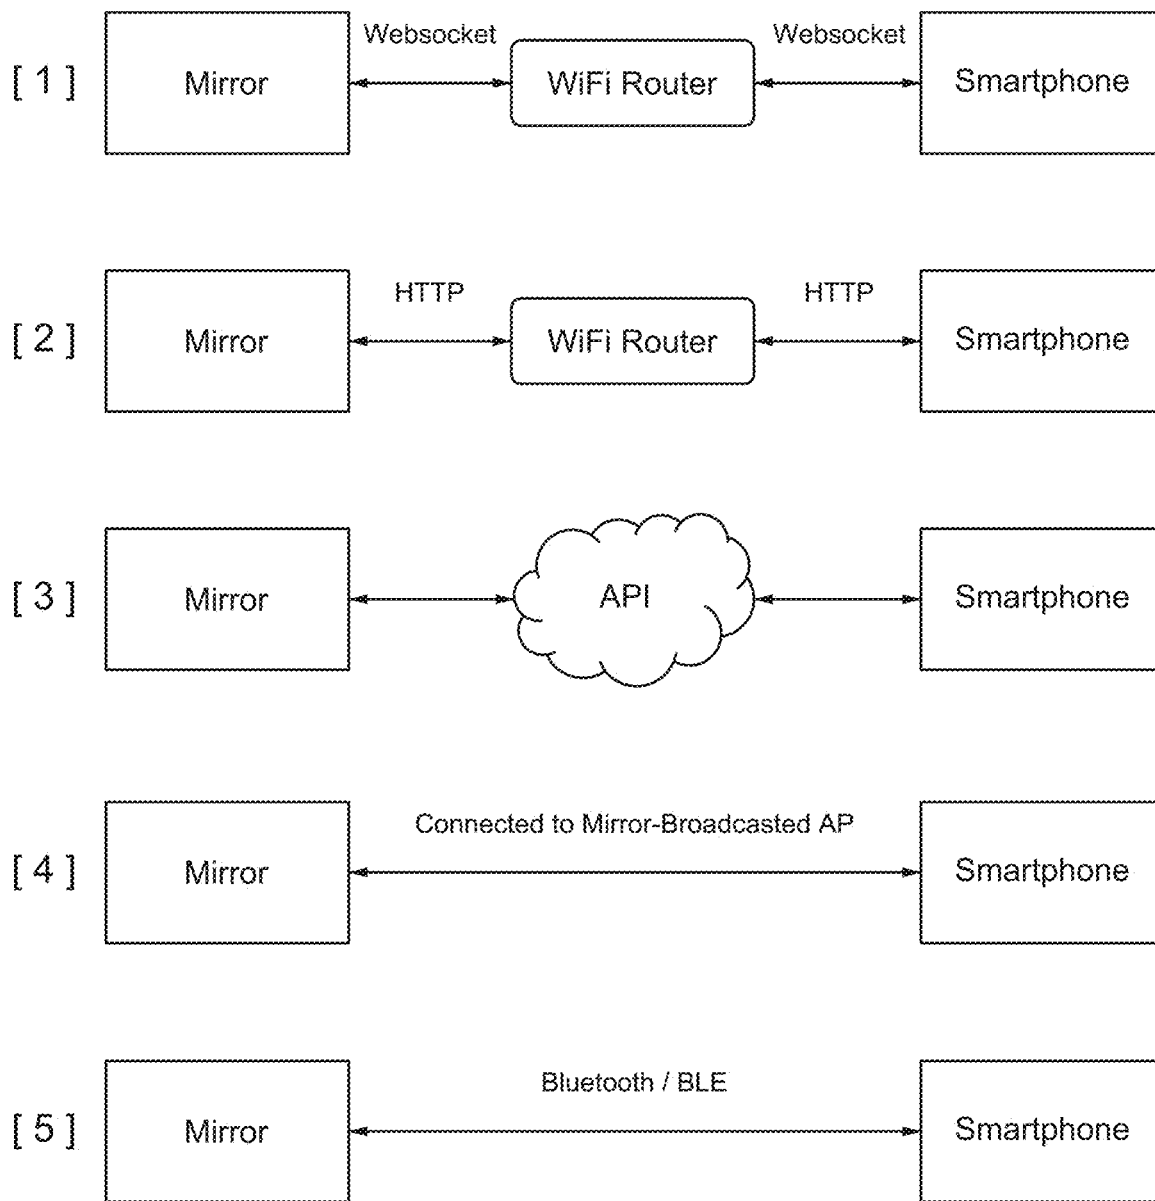 Websocket Websocket
[ 1 ] Mirror WiFi Router Smartphone
HTTP HTTP
[ 2 ] Mirror WiFi Router Smartphone
[ 3 ] Mirror API Smartphone
Connected to Mirror-Broadcasted AP
[ 4 ] Mirror Smartphone
Bluetooth / BLE
[ 5 ] Mirror Smartphone